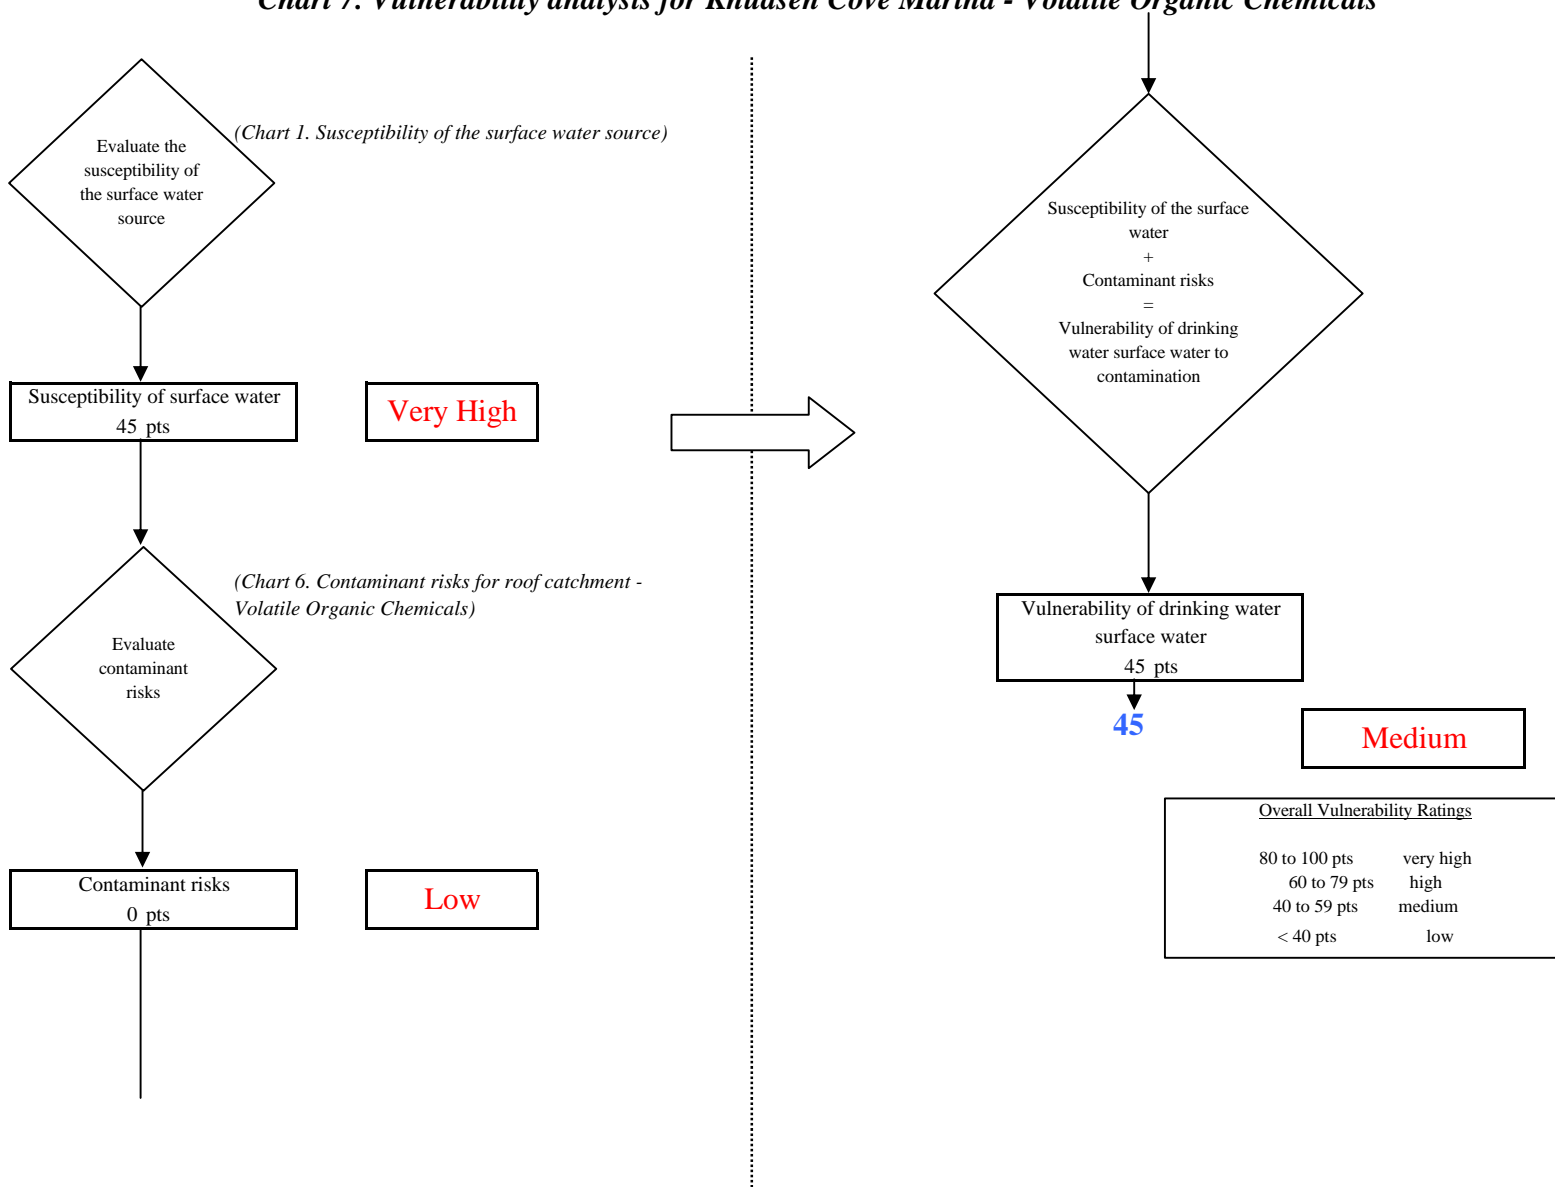 Chart 7. Vulnerability analysis for Knudsen Cove Marina - Volatile Organic Chemicals
Evaluate the
susceptibility of
the surface water
source
(Chart 1. Susceptibility of the surface water source)
Susceptibility of surface water
45 pts
Very High
(Chart 6. Contaminant risks for roof catchment -
Volatile Organic Chemicals)
Evaluate
contaminant
risks
Contaminant risks
0 pts
Low
Susceptibility of the surface
water
+
Contaminant risks
=
Vulnerability of drinking
water surface water to
contamination
Vulnerability of drinking water
surface water
45 pts
45
Medium
Overall Vulnerability Ratings
80 to 100 pts very high
60 to 79 pts high
40 to 59 pts medium
< 40 pts low